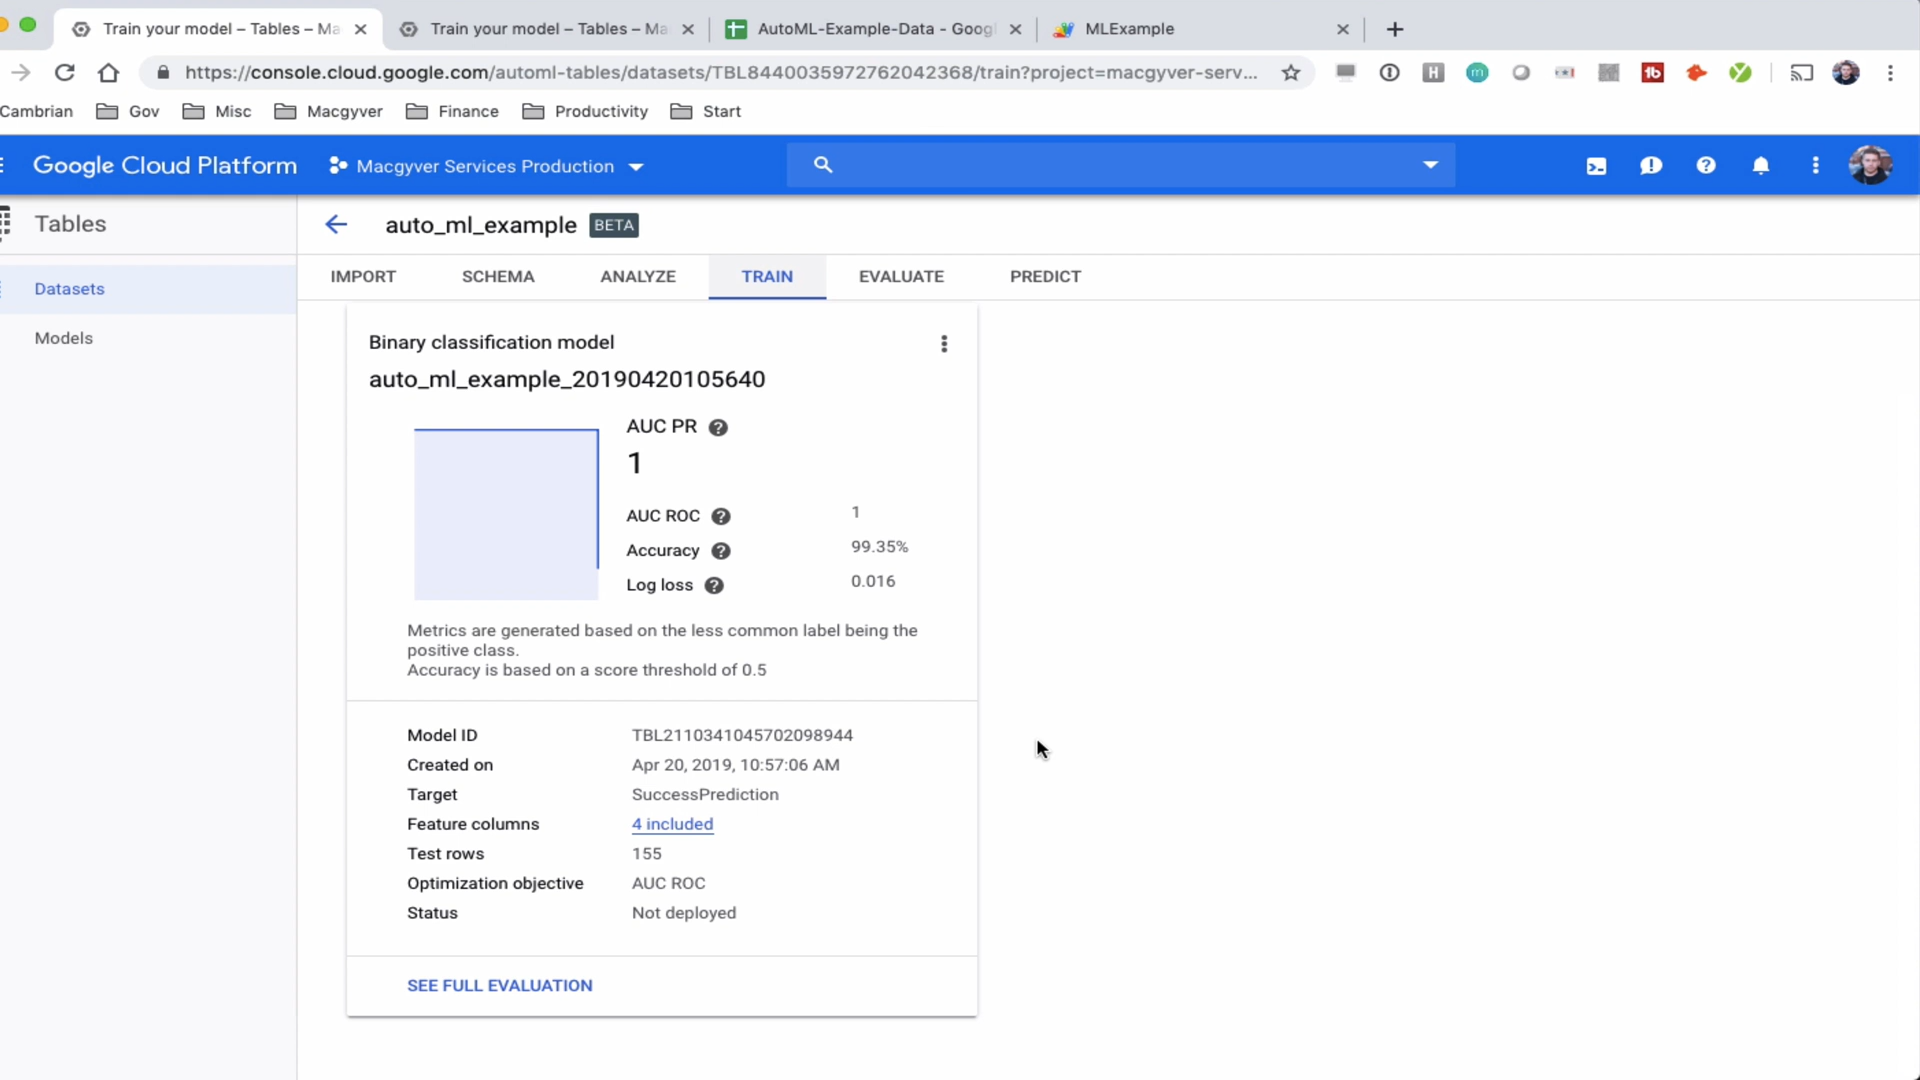 Train your model – Tables – Ma
Train your model – Tables – Ma
AutoML-Example-Data - Googl
MLExample
https://console.cloud.google.com/automl-tables/datasets/TBL8440035972762042368/train?project=macgyver-serv...
Cambrian
Gov
Misc
Macgyver
Finance
Productivity
Start
Google Cloud Platform
Macgyver Services Production
Tables
auto_ml_example BETA
IMPORT
SCHEMA
ANALYZE
TRAIN
EVALUATE
PREDICT
Datasets
Models
Binary classification model
auto_ml_example_20190420105640
AUC PR ?
1
AUC ROC ? 1
Accuracy ? 99.35%
Log loss ? 0.016
Metrics are generated based on the less common label being the
positive class.
Accuracy is based on a score threshold of 0.5
Model ID TBL2110341045702098944
Created on Apr 20, 2019, 10:57:06 AM
Target SuccessPrediction
Feature columns 4 included
Test rows 155
Optimization objective AUC ROC
Status Not deployed
SEE FULL EVALUATION